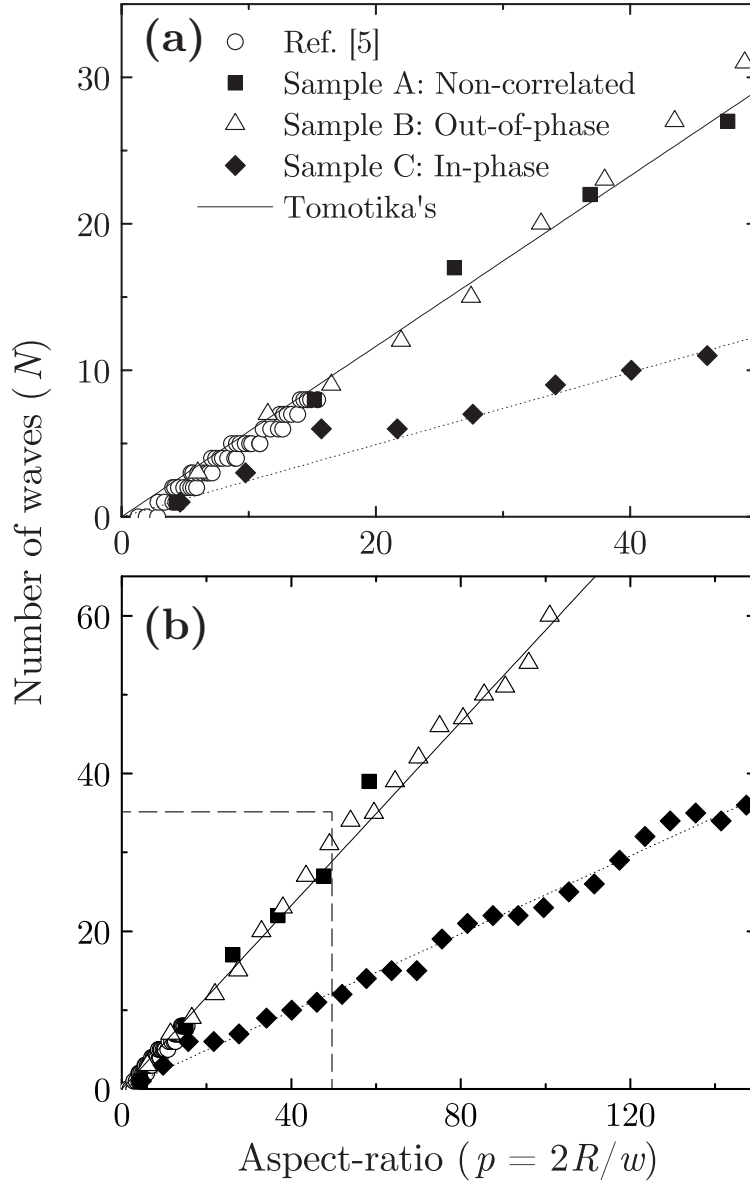 (a)
Ref. [5]
Sample A: Non-correlated
Sample B: Out-of-phase
Sample C: In-phase
Tomotika's
30
20
10
0
0 20 40
Number of waves (N)
(b)
60
40
20
0
0 40 80 120
Aspect-ratio (p = 2R/w)